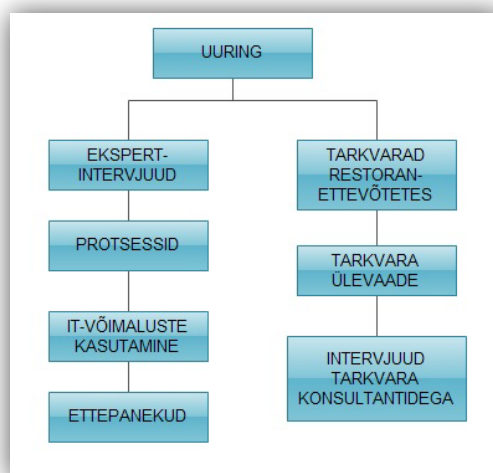 UURING
EKSPERT-
INTERVJUUD
PROTSESSID
IT-VÕIMALUSTE
KASUTAMINE
ETTEPANEKUD
TARKVARAD
RESTORAN-
ETTEVÕTETES
TARKVARA
ÜLEVAADE
INTERVJUUD
TARKVARA
KONSULTANTIDEGA